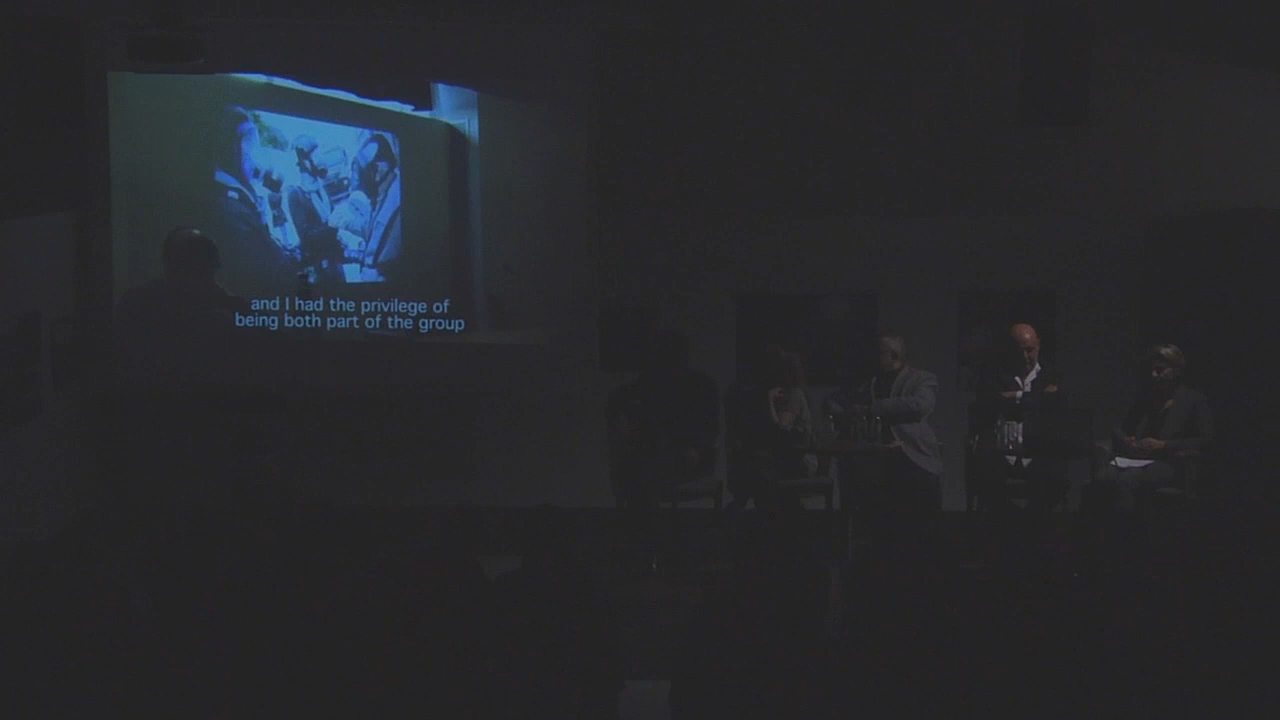 and I had the privilege of
being both part of the group